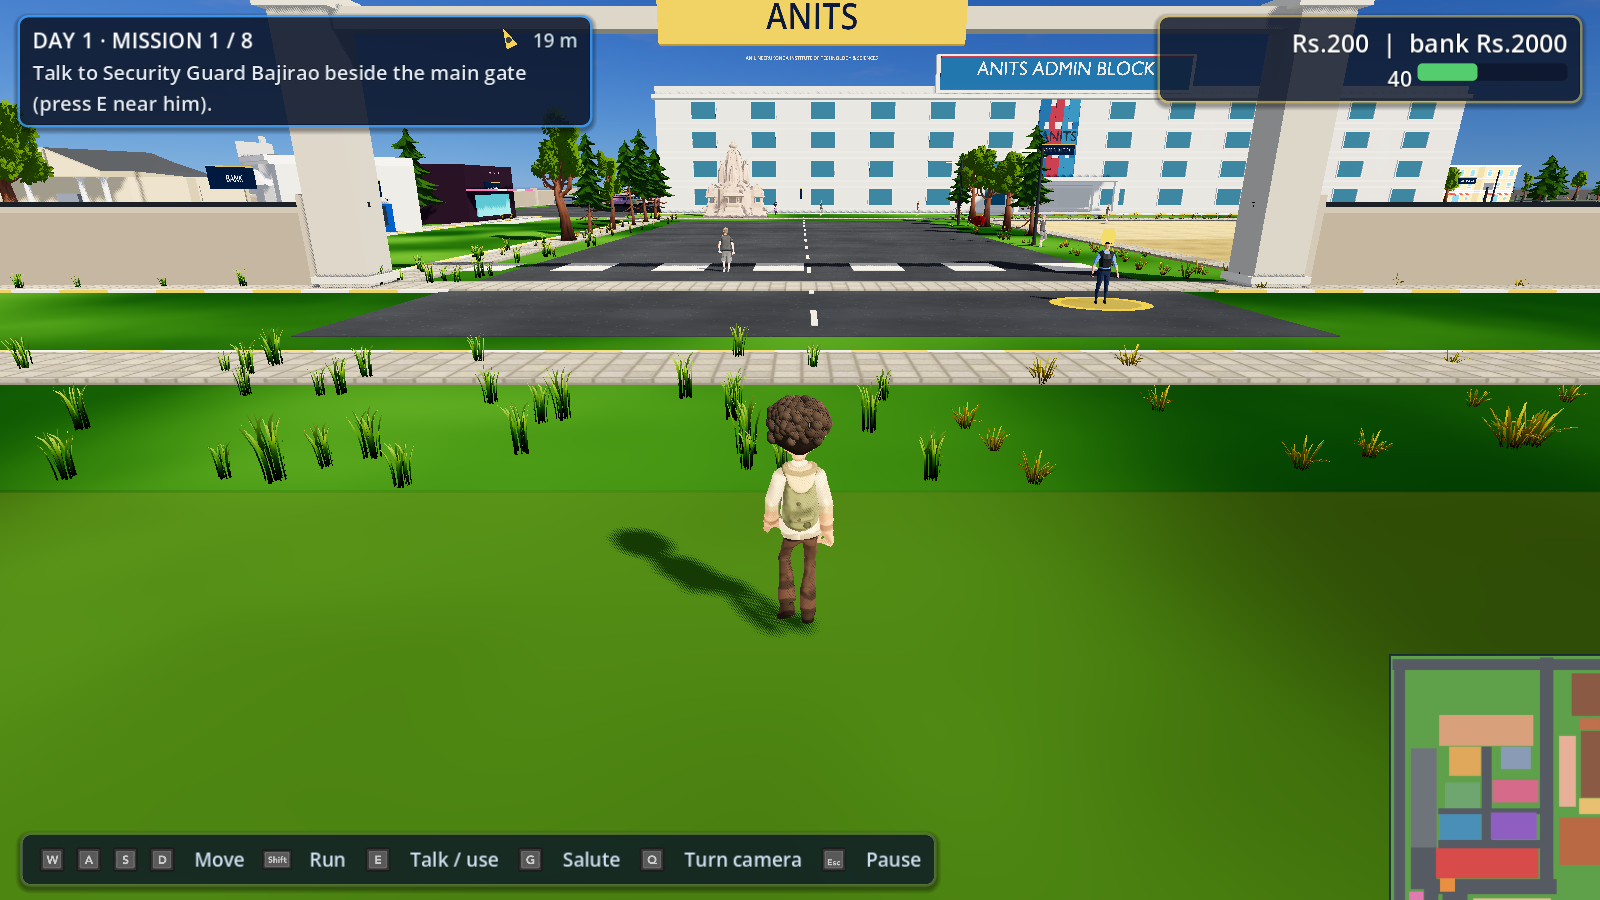 DAY 1 · MISSION 1 / 8
19 m
Talk to Security Guard Bajirao beside the main gate
(press E near him).
ANITS
Rs.200 | bank Rs.2000
40
ANITS ADMIN BLOCK
ANITS
BANK
W A S D Move Shift Run E Talk / use G Salute Q Turn camera Esc Pause